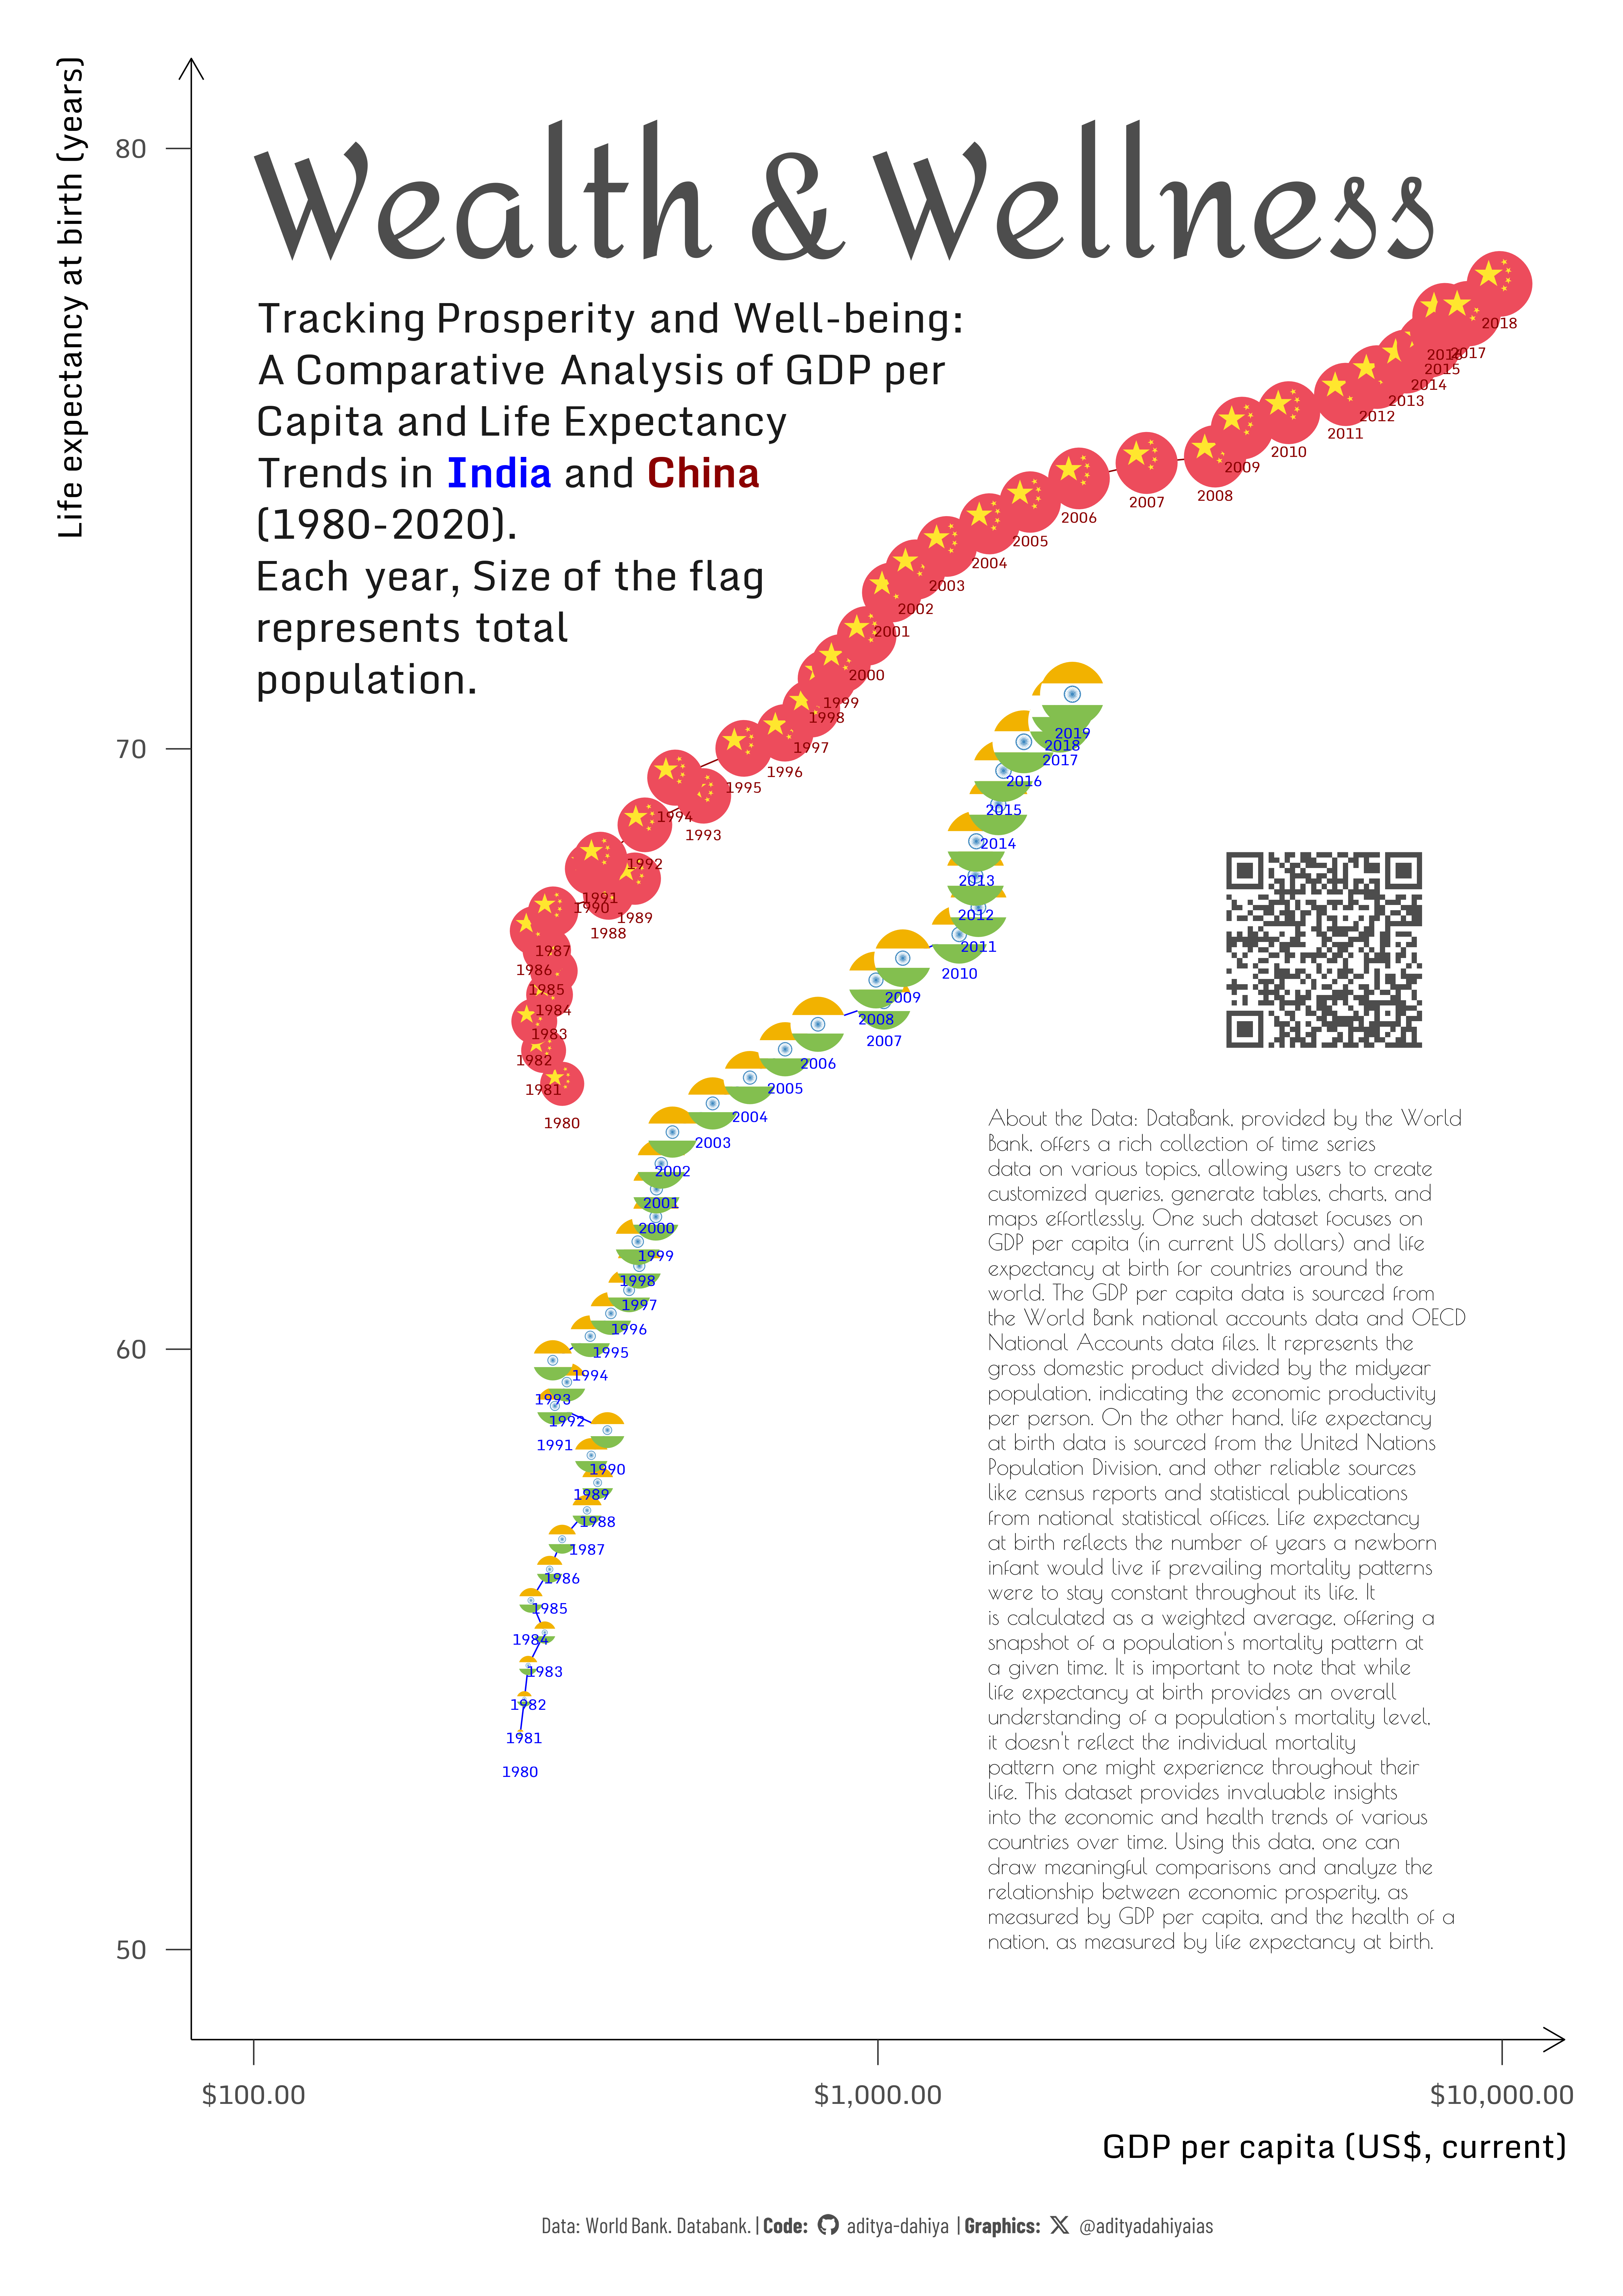 Life expectancy at birth (years)
80
70
60
50
Wealth & Wellness
Tracking Prosperity and Well-being:
A Comparative Analysis of GDP per
Capita and Life Expectancy
Trends in India and China
(1980-2020).
Each year, Size of the flag
represents total
population.
2018
2017
2016
2015
2014
2013
2012
2011
2010
2009
2008
2007
2006
2005
2004
2003
2002
2001
2000
1999
1998
1997
1996
1995
1994
1993
1992
1991
1990
1989
1988
1987
1986
1985
1984
1983
1982
1981
1980
2019
2018
2017
2016
2015
2014
2013
2012
2011
2010
2009
2008
2007
2006
2005
2004
2003
2002
2001
2000
1999
1998
1997
1996
1995
1994
1993
1992
1991
1990
1989
1988
1987
1986
1985
1984
1983
1982
1981
1980
About the Data: DataBank, provided by the World
Bank, offers a rich collection of time series
data on various topics, allowing users to create
customized queries, generate tables, charts, and
maps effortlessly. One such dataset focuses on
GDP per capita (in current US dollars) and life
expectancy at birth for countries around the
world. The GDP per capita data is sourced from
the World Bank national accounts data and OECD
National Accounts data files. It represents the
gross domestic product divided by the midyear
population, indicating the economic productivity
per person. On the other hand, life expectancy
at birth data is sourced from the United Nations
Population Division, and other reliable sources
like census reports and statistical publications
from national statistical offices. Life expectancy
at birth reflects the number of years a newborn
infant would live if prevailing mortality patterns
were to stay constant throughout its life. It
is calculated as a weighted average, offering a
snapshot of a population's mortality pattern at
a given time. It is important to note that while
life expectancy at birth provides an overall
understanding of a population's mortality level,
it doesn't reflect the individual mortality
pattern one might experience throughout their
life. This dataset provides invaluable insights
into the economic and health trends of various
countries over time. Using this data, one can
draw meaningful comparisons and analyze the
relationship between economic prosperity, as
measured by GDP per capita, and the health of a
nation, as measured by life expectancy at birth.
$100.00
$1,000.00
$10,000.00
GDP per capita (US$, current)
Data: World Bank. Databank. | Code: aditya-dahiya | Graphics: @adityadahiyaias